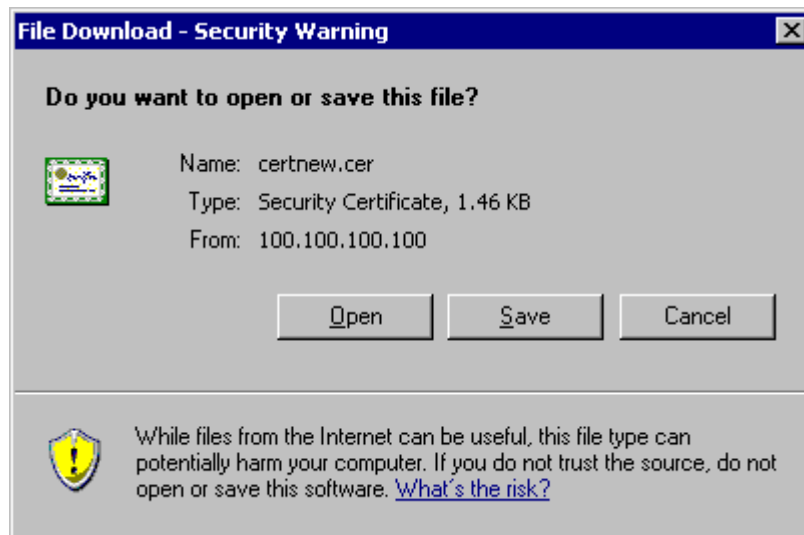 File Download - Security Warning
Do you want to open or save this file?
Name: certnew.cer
Type: Security Certificate, 1.46 KB
From: 100.100.100.100
Open Save Cancel
While files from the Internet can be useful, this file type can
potentially harm your computer. If you do not trust the source, do not
open or save this software. What's the risk?